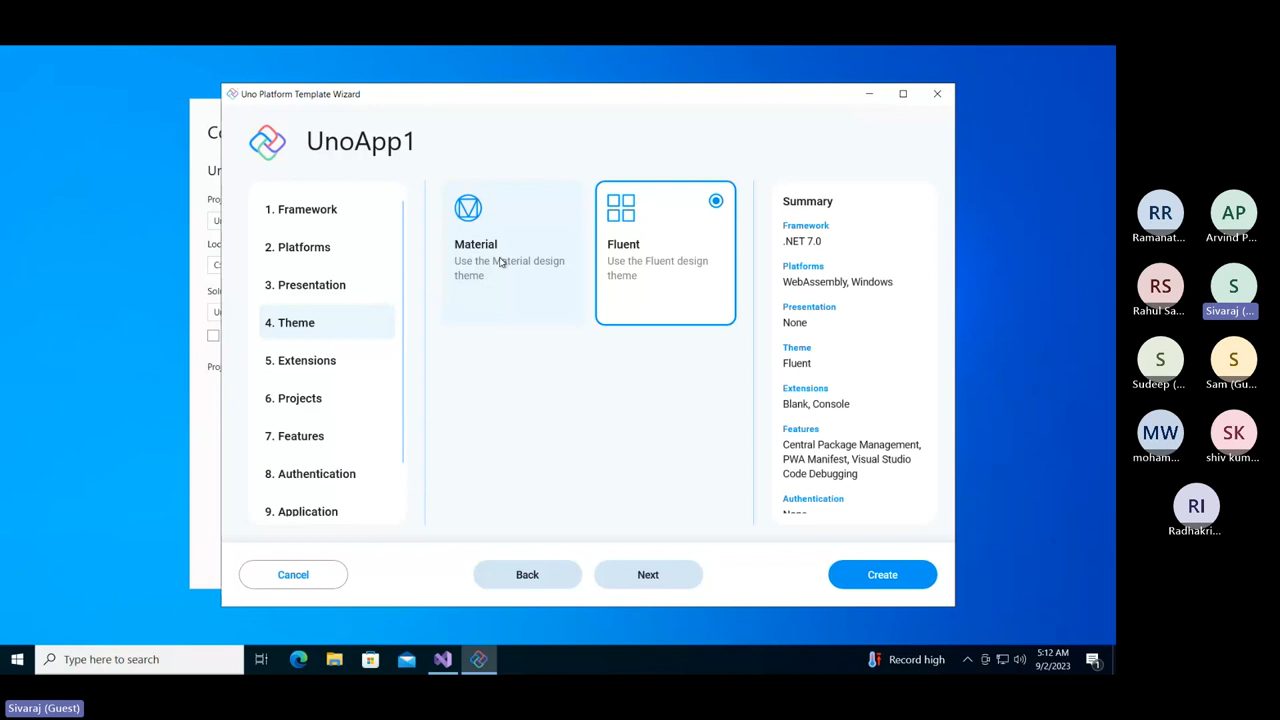 Uno Platform Template Wizard
UnoApp1
1. Framework
2. Platforms
3. Presentation
4. Theme
5. Extensions
6. Projects
7. Features
8. Authentication
9. Application
Material
Use the Material design
theme
Fluent
Use the Fluent design
theme
Summary
Framework
.NET 7.0
Platforms
WebAssembly, Windows
Presentation
None
Theme
Fluent
Extensions
Blank, Console
Features
Central Package Management,
PWA Manifest, Visual Studio
Code Debugging
Authentication
None
Cancel
Back
Next
Create
Type here to search
Record high
5:12 AM
9/2/2023
1
RR
Ramanat...
AP
Arvind P...
RS
Rahul Sa...
S
Sivaraj (...
S
Sudeep (...
S
Sam (Gu...
MW
moham...
SK
shiv kum...
RI
Radhakri...
Sivaraj (Guest)